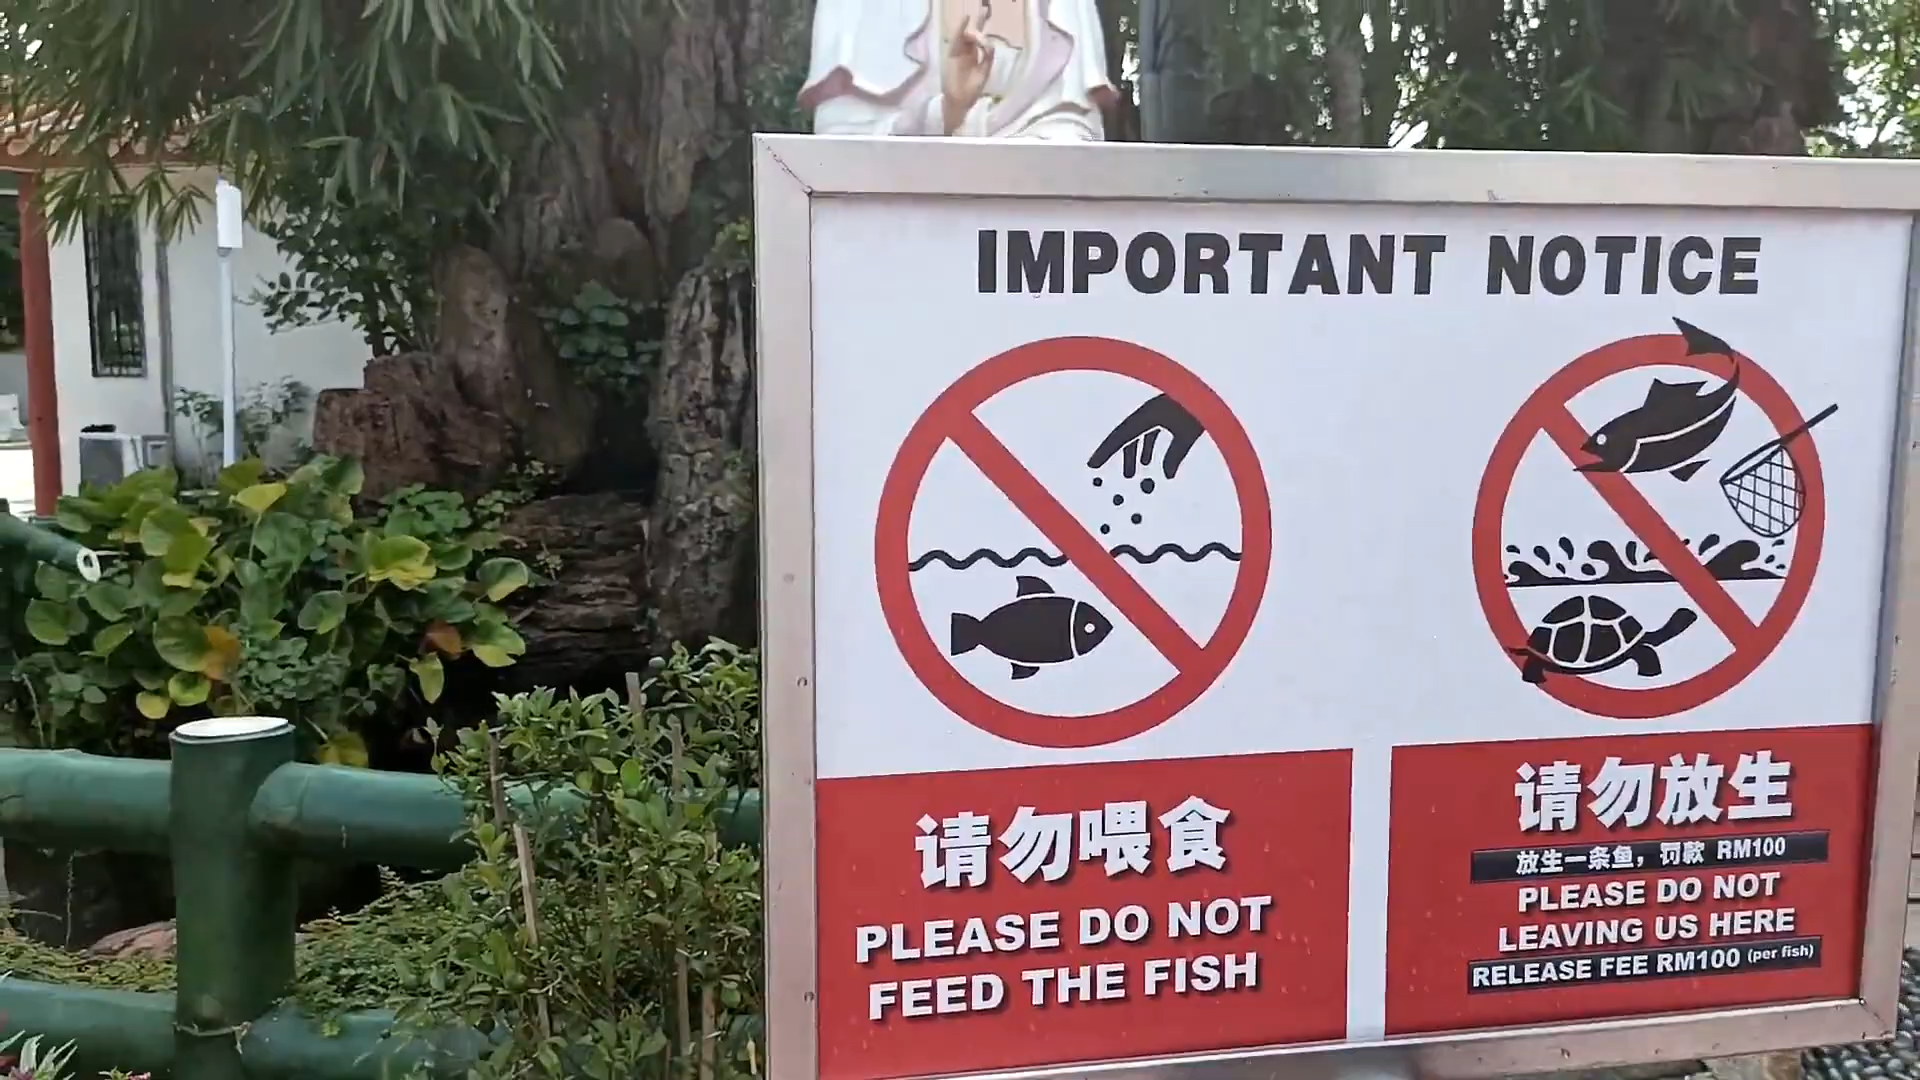 IMPORTANT NOTICE
请勿喂食
PLEASE DO NOT
FEED THE FISH
请勿放生
放生一条鱼，罚款 RM100
PLEASE DO NOT
LEAVING US HERE
RELEASE FEE RM100 (per fish)